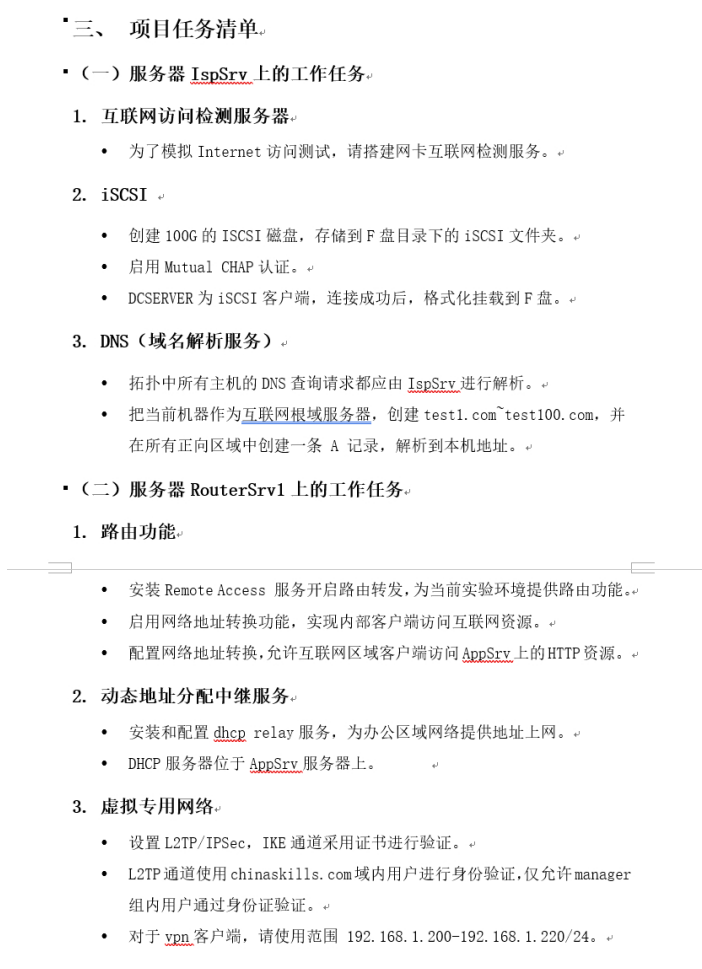 三、 项目任务清单
（一）服务器 IspSrv 上的工作任务
1. 互联网访问检测服务器
• 为了模拟 Internet 访问测试，请搭建网卡互联网检测服务。
2. iSCSI
• 创建 100G 的 ISCSI 磁盘，存储到 F 盘目录下的 iSCSI 文件夹。
• 启用 Mutual CHAP 认证。
• DCSERVER 为 iSCSI 客户端，连接成功后，格式化挂载到 F 盘。
3. DNS（域名解析服务）
• 拓扑中所有主机的 DNS 查询请求都应由 IspSrv 进行解析。
• 把当前机器作为互联网根域服务器，创建 test1.com~test100.com，并
在所有正向区域中创建一条 A 记录，解析到本机地址。
（二）服务器 RouterSrv1 上的工作任务
1. 路由功能
• 安装 Remote Access 服务开启路由转发，为当前实验环境提供路由功能。
• 启用网络地址转换功能，实现内部客户端访问互联网资源。
• 配置网络地址转换，允许互联网区域客户端访问 AppSrv 上的 HTTP 资源。
2. 动态地址分配中继服务
• 安装和配置 dhcp relay 服务，为办公区域网络提供地址上网。
• DHCP 服务器位于 AppSrv 服务器上。
3. 虚拟专用网络
• 设置 L2TP/IPSec，IKE 通道采用证书进行验证。
• L2TP 通道使用 chinaskills.com 域内用户进行身份验证，仅允许 manager
组内用户通过身份证验证。
• 对于 vpn 客户端，请使用范围 192.168.1.200-192.168.1.220/24。